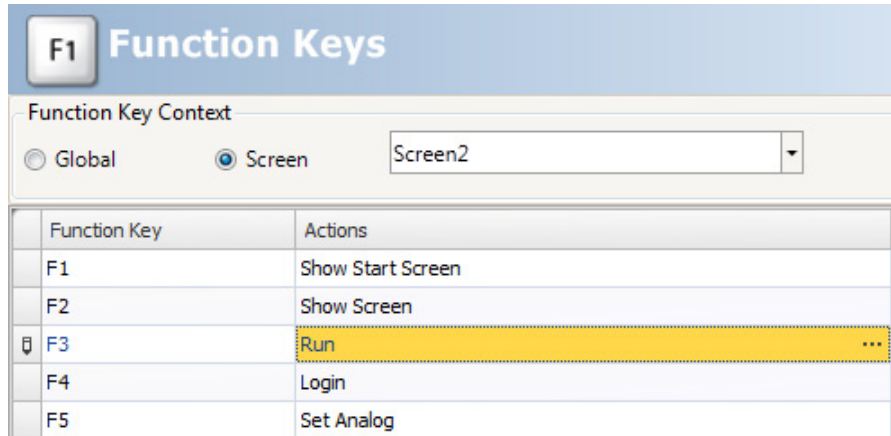 F1 Function Keys
Function Key Context
Global Screen Screen2
Function Key Actions
F1 Show Start Screen
F2 Show Screen
F3 Run ...
F4 Login
F5 Set Analog